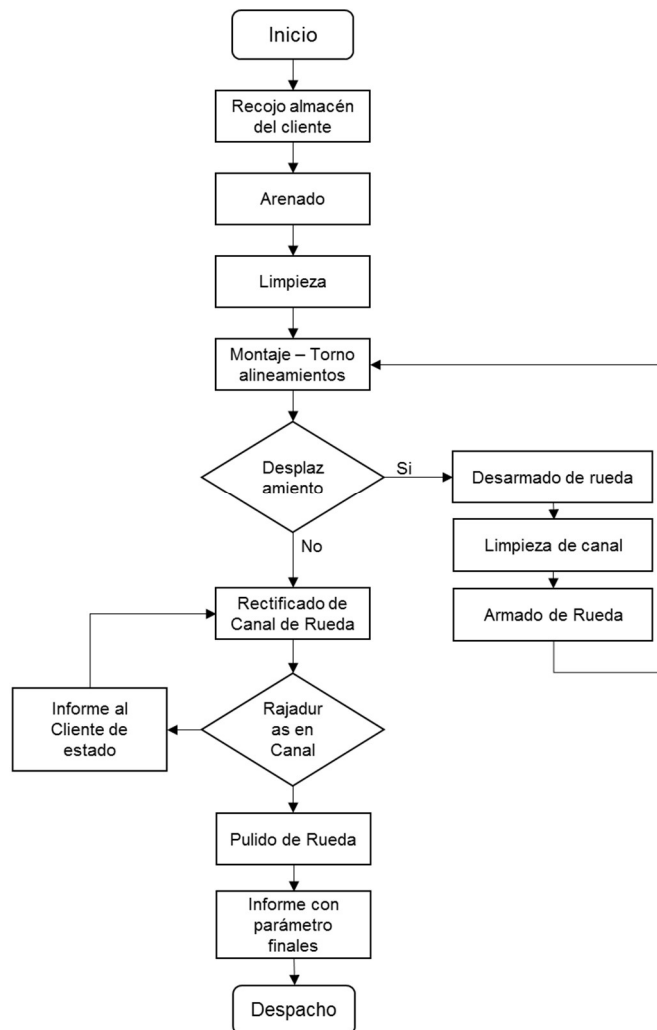 Inicio
Recojo almacén
del cliente
Arenado
Limpieza
Montaje – Torno
alineamientos
Desplaz
amiento
Si
Desarmado de rueda
Limpieza de canal
Armado de Rueda
No
Rectificado de
Canal de Rueda
Rajadur
as en
Canal
Informe al
Cliente de
estado
Pulido de Rueda
Informe con
parámetro
finales
Despacho